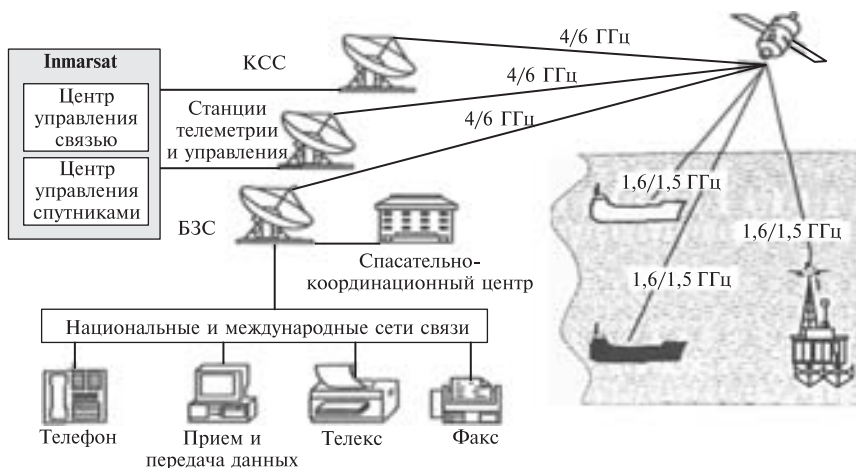 КСС
4/6 ГГц
Inmarsat
Центр
управления
связью
Станции
телеметрии
и управления
4/6 ГГц
4/6 ГГц
Центр
управления
спутниками
БЗС
Спасательно-
координационный центр
1,6/1,5 ГГц
1,6/1,5 ГГц
1,6/1,5 ГГц
Национальные и международные сети связи
Телефон
Прием и
передача данных
Телекс
Факс